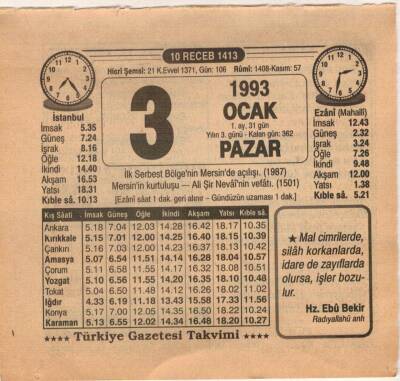 10 RECEB 1413
Hicri Şemsî: 21 K.Evvel 1371, Gün: 106 Rûmî: 1408-Kasım: 57
3
1993
OCAK
1. ay, 31 gün
Yılın 3. günü - Kalan gün: 362
PAZAR
İstanbul
İmsak 5.35
Güneş 7.24
İşrak 8.16
Öğle 12.18
İkindi 14.40
Akşam 16.53
Yatsı 18.31
Kıble sâ. 10.13
Ezânî (Mahallî)
İmsak 12.43
Güneş 2.32
İşrak 3.24
Öğle 7.26
İkindi 9.48
Akşam 12.00
Yatsı 1.38
Kıble sâ. 5.21
İlk Serbest Bölge'nin Mersin'de açılışı. (1987)
Mersin'in kurtuluşu — Ali Şir Nevâî'nin vefâtı. (1501)
[Ezânî sâat 1 dak. geri alınır - Gündüzün uzaması 1 dak.]
Kış Sâati İmsak Güneş Öğle İkindi Akşam Yatsı Kıble sâ.
Ankara 5.18 7.04 12.03 14.28 16.42 18.17 10.35
Kırıkkale 5.15 7.01 12.00 14.25 16.40 18.15 10.39
Çankırı 5.16 7.03 12.00 14.23 16.37 18.13 10.42
Amasya 5.07 6.54 11.51 14.14 16.28 18.04 10.57
Çorum 5.11 6.58 11.55 14.17 16.32 18.08 10.51
Yozgat 5.10 6.56 11.55 14.20 16.35 18.10 10.48
Tokat 5.04 6.50 11.48 14.12 16.26 18.02 11.02
Iğdır 4.33 6.19 11.18 13.43 15.58 17.33 11.56
Konya 5.17 7.00 12.05 14.35 16.50 18.22 10.24
Karaman 5.13 6.55 12.02 14.34 16.48 18.20 10.27
★ Mal cimrilerde,
silâh korkanlarda,
idare de zayıflarda
olursa, işler bozu-
lur.
Hz. Ebû Bekir
Radıyallahü anh
★★★★ Türkiye Gazetesi Takvimi ★★★★